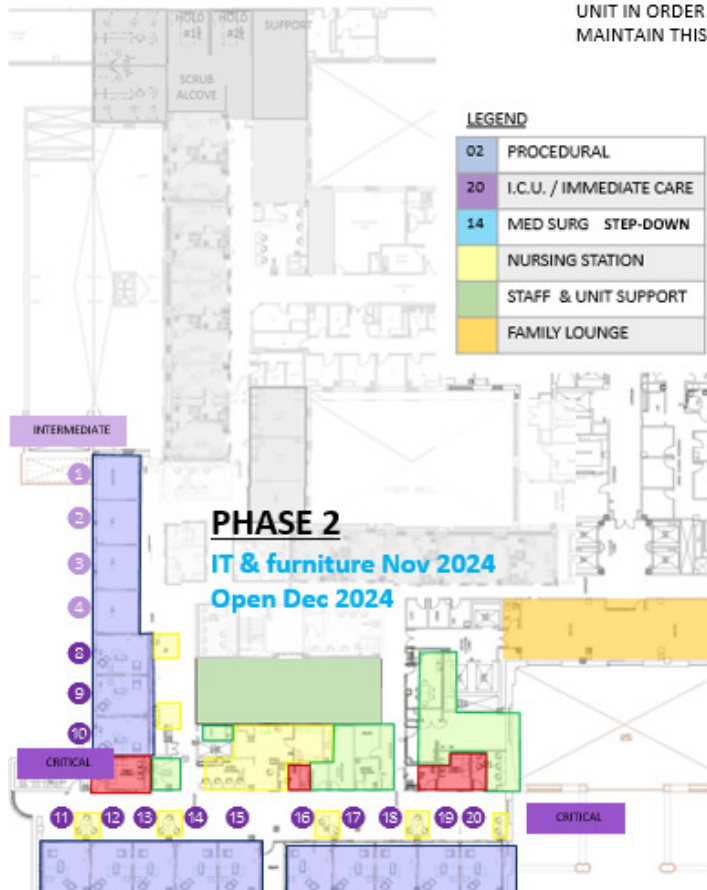 UNIT IN ORDER
MAINTAIN THIS
HOLD
#1
HOLD
#2
SUPPORT
SCRUB
ALCOVE
LEGEND
02 PROCEDURAL
20 I.C.U. / IMMEDIATE CARE
14 MED SURG STEP-DOWN
NURSING STATION
STAFF & UNIT SUPPORT
FAMILY LOUNGE
INTERMEDIATE
1
2
3
4
8
9
10
PHASE 2
IT & furniture Nov 2024
Open Dec 2024
CRITICAL
11 12 13 14 15 16 17 18 19 20
CRITICAL